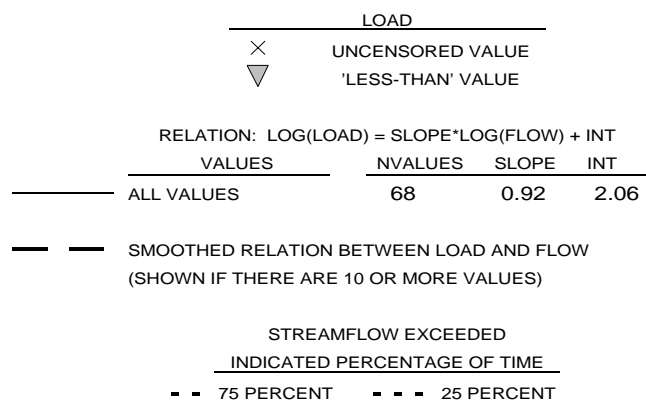 LOAD
UNCENSORED VALUE
'LESS-THAN' VALUE
RELATION: LOG(LOAD) = SLOPE*LOG(FLOW) + INT
VALUES NVALUES SLOPE INT
ALL VALUES 68 0.92 2.06
SMOOTHED RELATION BETWEEN LOAD AND FLOW
(SHOWN IF THERE ARE 10 OR MORE VALUES)
STREAMFLOW EXCEEDED
INDICATED PERCENTAGE OF TIME
75 PERCENT 25 PERCENT